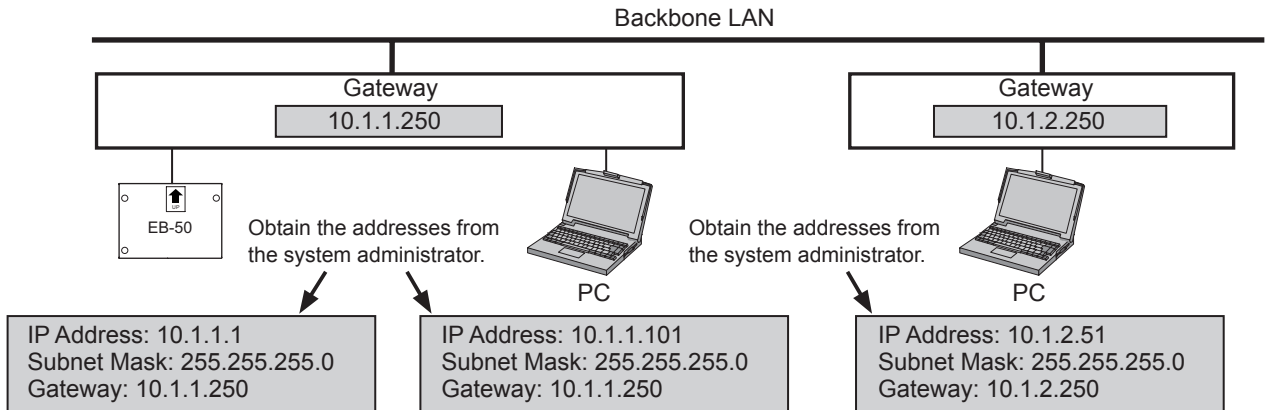 Backbone LAN
Gateway
10.1.1.250
Gateway
10.1.2.250
UP
EB-50
Obtain the addresses from
the system administrator.
PC
Obtain the addresses from
the system administrator.
PC
IP Address: 10.1.1.1
Subnet Mask: 255.255.255.0
Gateway: 10.1.1.250
IP Address: 10.1.1.101
Subnet Mask: 255.255.255.0
Gateway: 10.1.1.250
IP Address: 10.1.2.51
Subnet Mask: 255.255.255.0
Gateway: 10.1.2.250